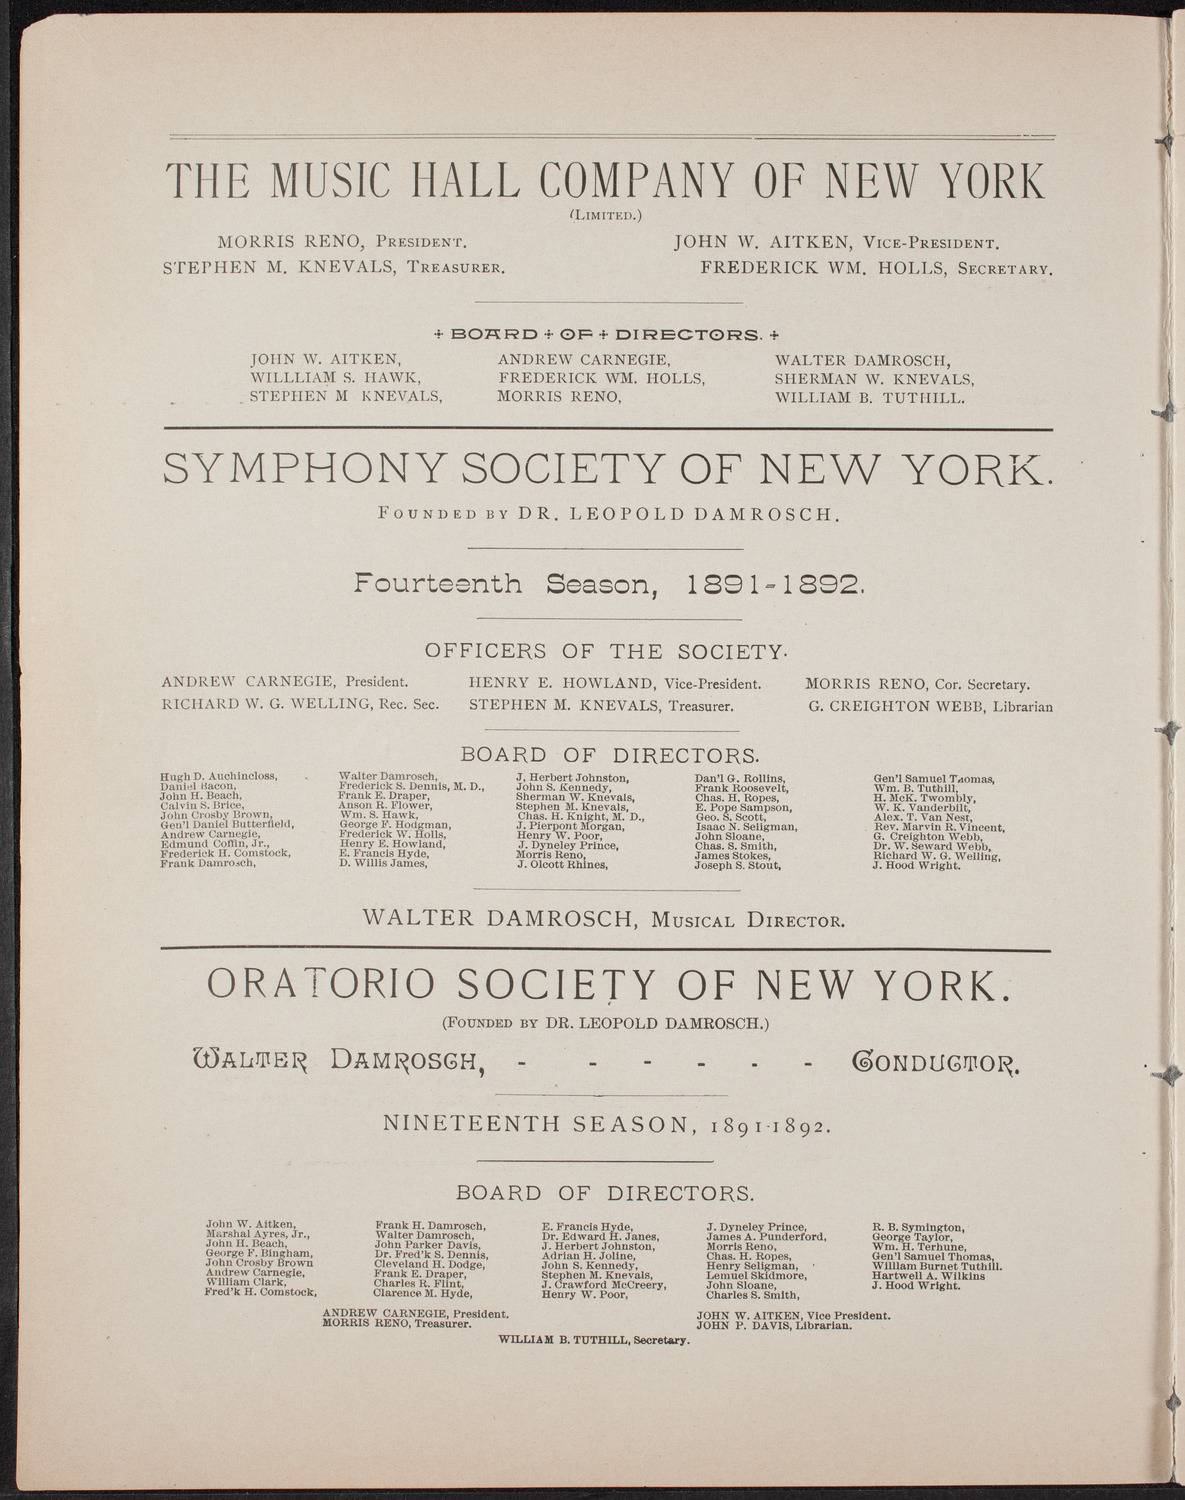 THE MUSIC HALL COMPANY OF NEW YORK
(LIMITED.)
MORRIS RENO, PRESIDENT. JOHN W. AITKEN, VICE-PRESIDENT.
STEPHEN M. KNEVALS, TREASURER. FREDERICK WM. HOLLS, SECRETARY.
+ BOARD + OF + DIRECTORS. +
JOHN W. AITKEN, ANDREW CARNEGIE, WALTER DAMROSCH,
WILLLIAM S. HAWK, FREDERICK WM. HOLLS, SHERMAN W. KNEVALS,
STEPHEN M KNEVALS, MORRIS RENO, WILLIAM B. TUTHILL.
SYMPHONY SOCIETY OF NEW YORK.
FOUNDED BY DR. LEOPOLD DAMROSCH.
Fourteenth Season, 1891-1892.
OFFICERS OF THE SOCIETY.
ANDREW CARNEGIE, President. HENRY E. HOWLAND, Vice-President. MORRIS RENO, Cor. Secretary.
RICHARD W. G. WELLING, Rec. Sec. STEPHEN M. KNEVALS, Treasurer. G. CREIGHTON WEBB, Librarian
BOARD OF DIRECTORS.
Hugh D. Auchincloss, Walter Damrosch, J. Herbert Johnston, Dan'l G. Rollins, Gen'l Samuel Thomas,
Daniel Bacon, Frederick S. Dennis, M. D., John S. Kennedy, Frank Roosevelt, Wm. B. Tuthill,
John H. Beach, Frank E. Draper, Sherman W. Knevals, Chas. H. Ropes, H. McK. Twombly,
Calvin S. Brice, Anson R. Flower, Stephen M. Knevals, E. Pope Sampson, W. K. Vanderbilt,
John Crosby Brown, Wm. S. Hawk, Chas. H. Knight, M. D., Geo. S. Scott, Alex. T. Van Nest,
Gen'l Daniel Butterfield, George F. Hodgman, J. Pierpont Morgan, Isaac N. Seligman, Rev. Marvin R. Vincent,
Andrew Carnegie, Frederick W. Holls, Henry W. Poor, John Sloane, G. Creighton Webb,
Edmund Coffin, Jr., Henry E. Howland, J. Dyneley Prince, Chas. S. Smith, Dr. W. Seward Webb,
Frederick H. Comstock, E. Francis Hyde, Morris Reno, James Stokes, Richard W. G. Welling,
Frank Damrosch, D. Willis James, J. Olcott Rhines, Joseph S. Stout, J. Hood Wright.
WALTER DAMROSCH, MUSICAL DIRECTOR.
ORATORIO SOCIETY OF NEW YORK.
(FOUNDED BY DR. LEOPOLD DAMROSCH.)
WALTER DAMROSCH, - - - - - - CONDUCTOR.
NINETEENTH SEASON, 1891-1892.
BOARD OF DIRECTORS.
John W. Aitken, Frank H. Damrosch, E. Francis Hyde, J. Dyneley Prince, R. B. Symington,
Marshal Ayres, Jr., Walter Damrosch, Dr. Edward H. Janes, James A. Punderford, George Taylor,
John H. Beach, John Parker Davis, J. Herbert Johnston, Morris Reno, Wm. H. Terhune,
George F. Bingham, Dr. Fred'k S. Dennis, Adrian H. Joline, Chas. H. Ropes, Gen'l Samuel Thomas,
John Crosby Brown Cleveland H. Dodge, John S. Kennedy, Henry Seligman, William Burnet Tuthill.
Andrew Carnegie, Frank E. Draper, Stephen M. Knevals, Lemuel Skidmore, Hartwell A. Wilkins
William Clark, Charles R. Flint, J. Crawford McCreery, John Sloane, J. Hood Wright.
Fred'k H. Comstock, Clarence M. Hyde, Henry W. Poor, Charles S. Smith,
ANDREW CARNEGIE, President. JOHN W. AITKEN, Vice President.
MORRIS RENO, Treasurer. JOHN P. DAVIS, Librarian.
WILLIAM B. TUTHILL, Secretary.